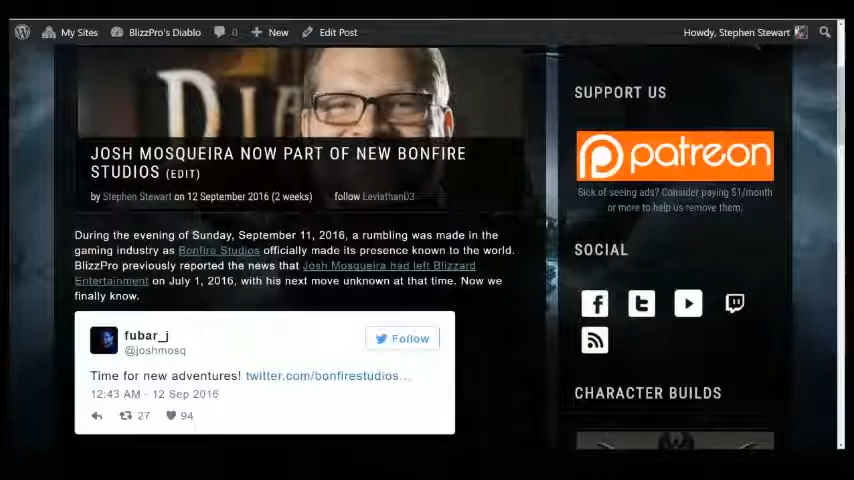 My Sites BlizzPro's Diablo 0 New Edit Post Howdy, Stephen Stewart
DIA
JOSH MOSQUEIRA NOW PART OF NEW BONFIRE
STUDIOS (EDIT)
by Stephen Stewart on 12 September 2016 (2 weeks) follow LeviathanD3
During the evening of Sunday, September 11, 2016, a rumbling was made in the
gaming industry as Bonfire Studios officially made its presence known to the world.
BlizzPro previously reported the news that Josh Mosqueira had left Blizzard
Entertainment on July 1, 2016, with his next move unknown at that time. Now we
finally know.
fubar_j
@joshmosq
Follow
Time for new adventures! twitter.com/bonfirestudios...
12:43 AM - 12 Sep 2016
27 94
SUPPORT US
patreon
Sick of seeing ads? Consider paying $1/month
or more to help us remove them.
SOCIAL
CHARACTER BUILDS